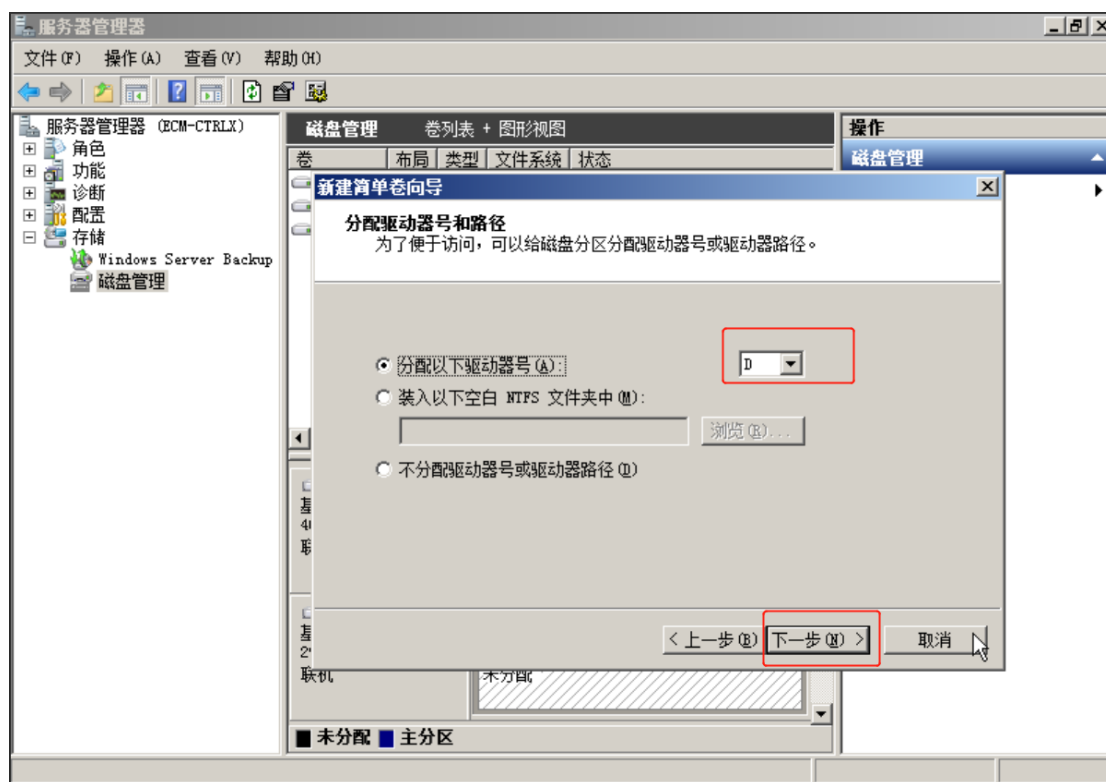 服务器管理器
文件(F) 操作(A) 查看(V) 帮助(H)
服务器管理器 (ECM-CTRLX)
角色
功能
诊断
配置
存储
Windows Server Backup
磁盘管理
磁盘管理 卷列表 + 图形视图
卷 布局 类型 文件系统 状态
操作
磁盘管理
新建简单卷向导
分配驱动器号和路径
为了便于访问，可以给磁盘分区分配驱动器号或驱动器路径。
分配以下驱动器号(A): D
装入以下空白 NTFS 文件夹中(M):
浏览(R)...
不分配驱动器号或驱动器路径(D)
<上一步(B) 下一步(N) > 取消
联机 未分配
未分配 主分区